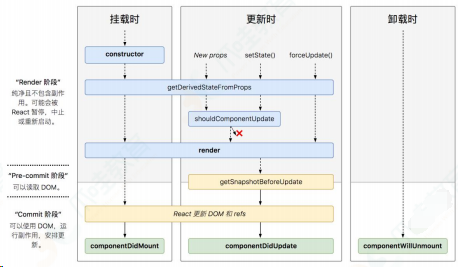 挂载时
更新时
卸载时
constructor
New props
setState()
forceUpdate()
“Render 阶段”
纯净且不包含副作
用。可能会被
React 暂停，中止
或重新启动。
getDerivedStateFromProps
shouldComponentUpdate
render
“Pre-commit 阶段”
可以读取 DOM。
getSnapshotBeforeUpdate
“Commit 阶段”
可以使用 DOM，运
行副作用，安排更
新。
React 更新 DOM 和 refs
componentDidMount
componentDidUpdate
componentWillUnmount